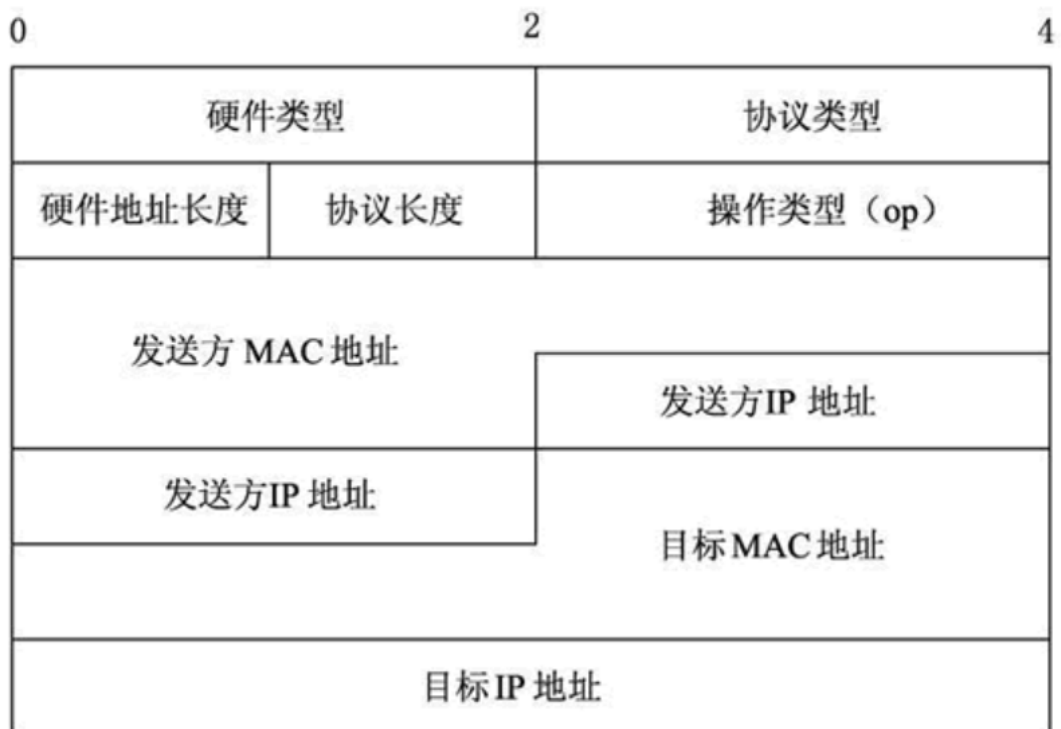 0 2 4
硬件类型 协议类型
硬件地址长度 协议长度 操作类型（op）
发送方 MAC 地址
发送方IP 地址
发送方IP 地址
目标MAC地址
目标IP 地址